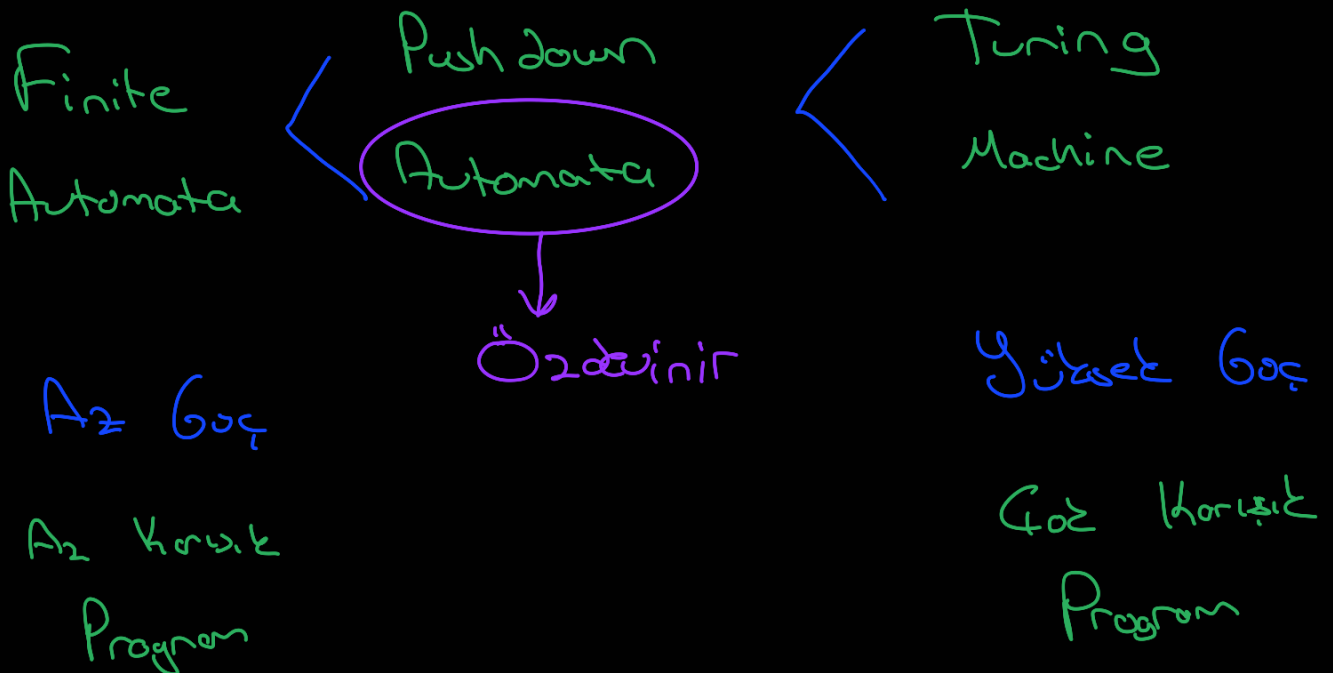 Finite
Automata
<
Pushdown
Automata
<
Turing
Machine
Özdevinir
Az Güç
Az Karışık
Program
Yüksek Güç
Çok Karışık
Program